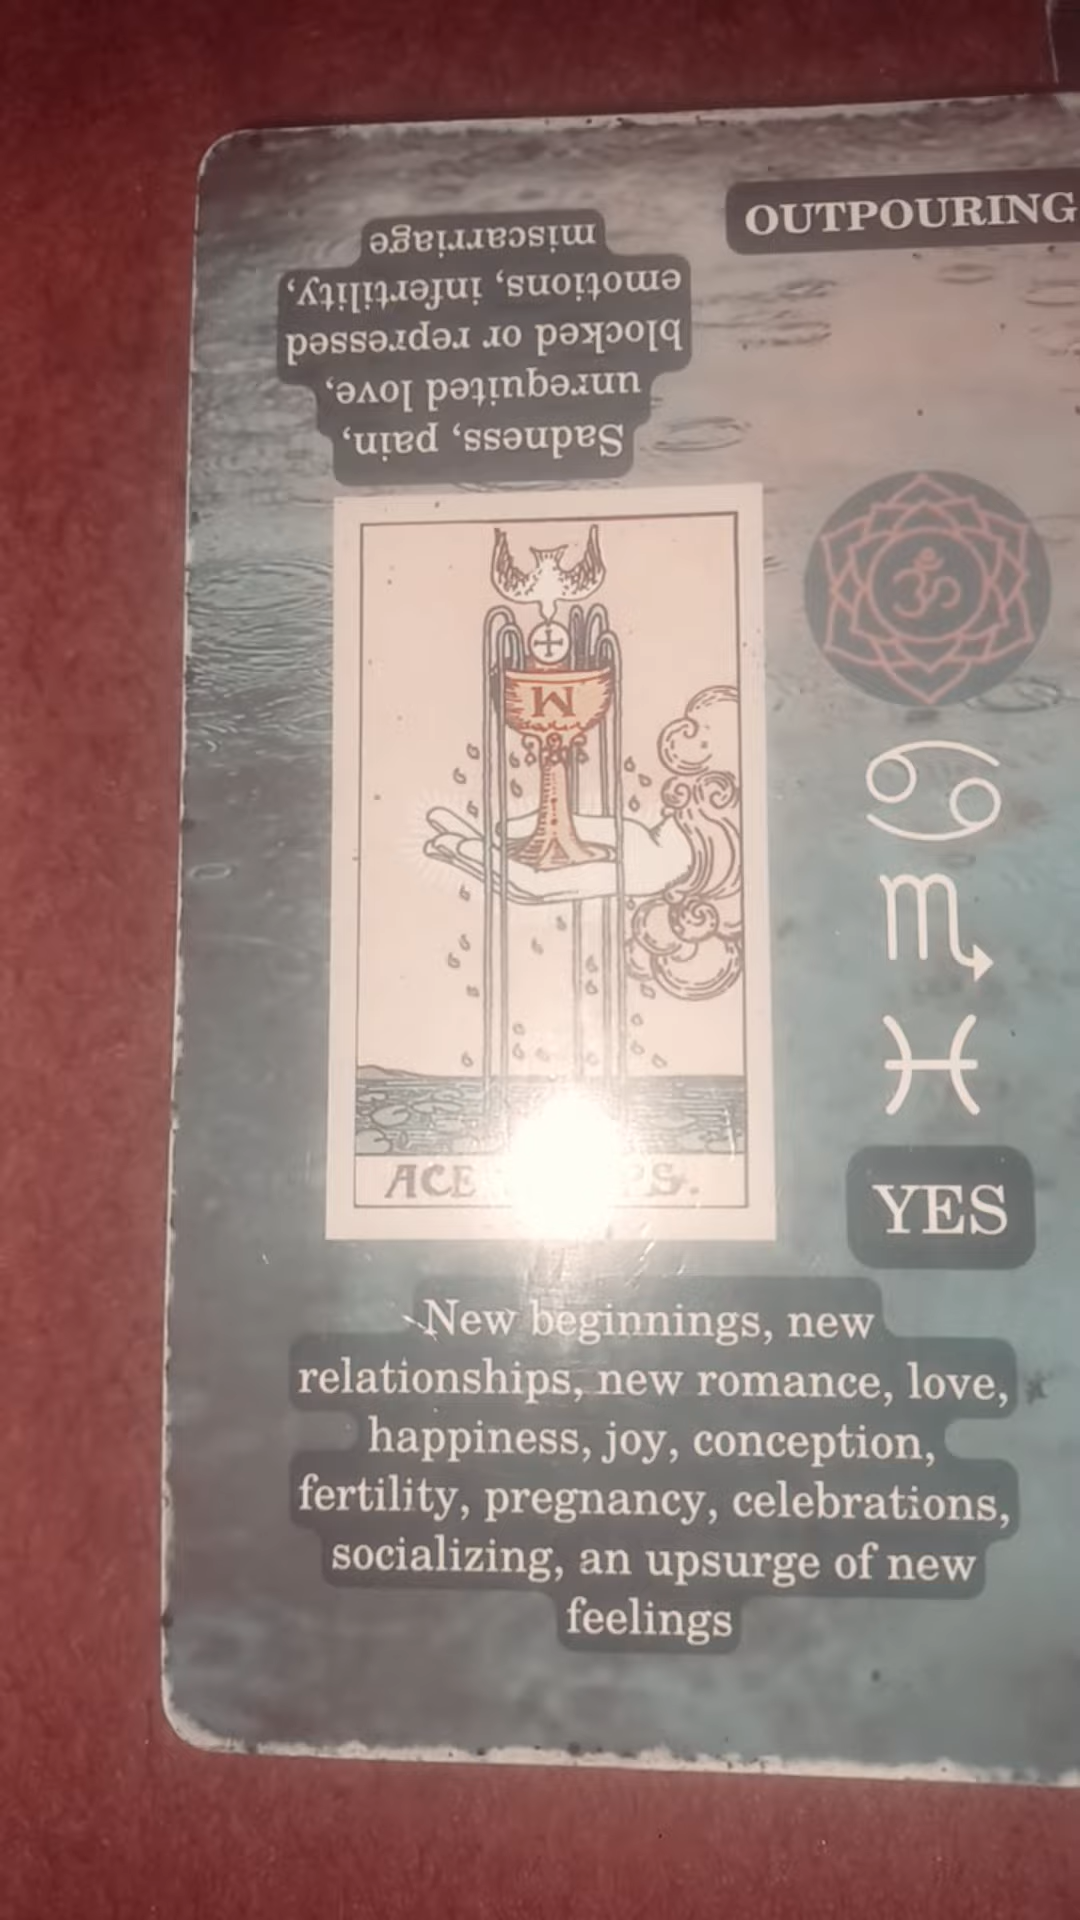 OUTPOURING
Sadness, pain,
unrequited love,
blocked or repressed
emotions, infertility,
miscarriage
ॐ
ACE
YES
New beginnings, new
relationships, new romance, love,
happiness, joy, conception,
fertility, pregnancy, celebrations,
socializing, an upsurge of new
feelings